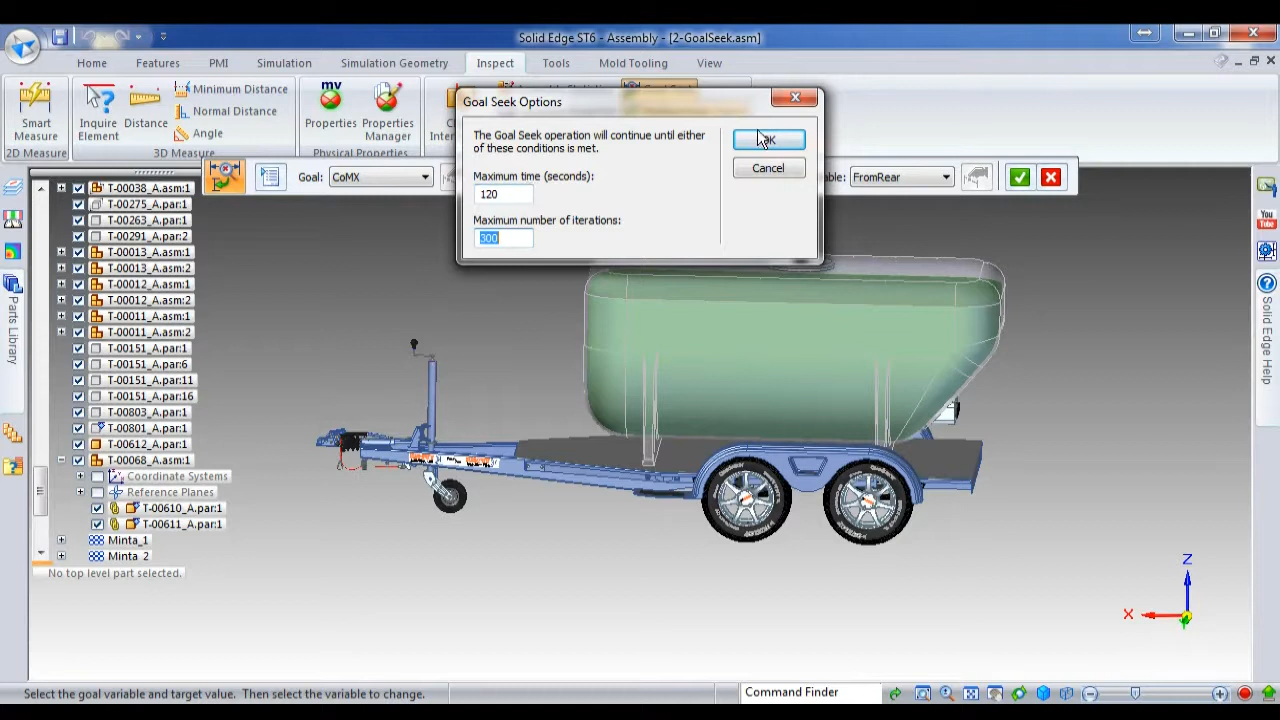 Solid Edge ST6 - Assembly - [2-GoalSeek.asm]
Home Features PMI Simulation Simulation Geometry Inspect Tools Mold Tooling View
Smart Measure
2D Measure
Inquire Element
Distance
Minimum Distance
Normal Distance
Angle
3D Measure
Properties
Properties Manager
Physical Properties
Goal Seek Options
The Goal Seek operation will continue until either
of these conditions is met.
Maximum time (seconds):
120
Maximum number of iterations:
300
OK
Cancel
Goal: CoMX
FromRear
T-00038_A.asm:1
T-00275_A.par:1
T-00263_A.par:1
T-00291_A.par:2
T-00013_A.asm:1
T-00013_A.asm:2
T-00012_A.asm:1
T-00012_A.asm:2
T-00011_A.asm:1
T-00011_A.asm:2
T-00151_A.par:1
T-00151_A.par:6
T-00151_A.par:11
T-00151_A.par:16
T-00803_A.par:1
T-00801_A.par:1
T-00612_A.par:1
T-00068_A.asm:1
Coordinate Systems
Reference Planes
T-00610_A.par:1
T-00611_A.par:1
Minta_1
Minta_2
No top level part selected.
Parts Library
You
Tube
Solid Edge Help
Z
X
Select the goal variable and target value. Then select the variable to change.
Command Finder